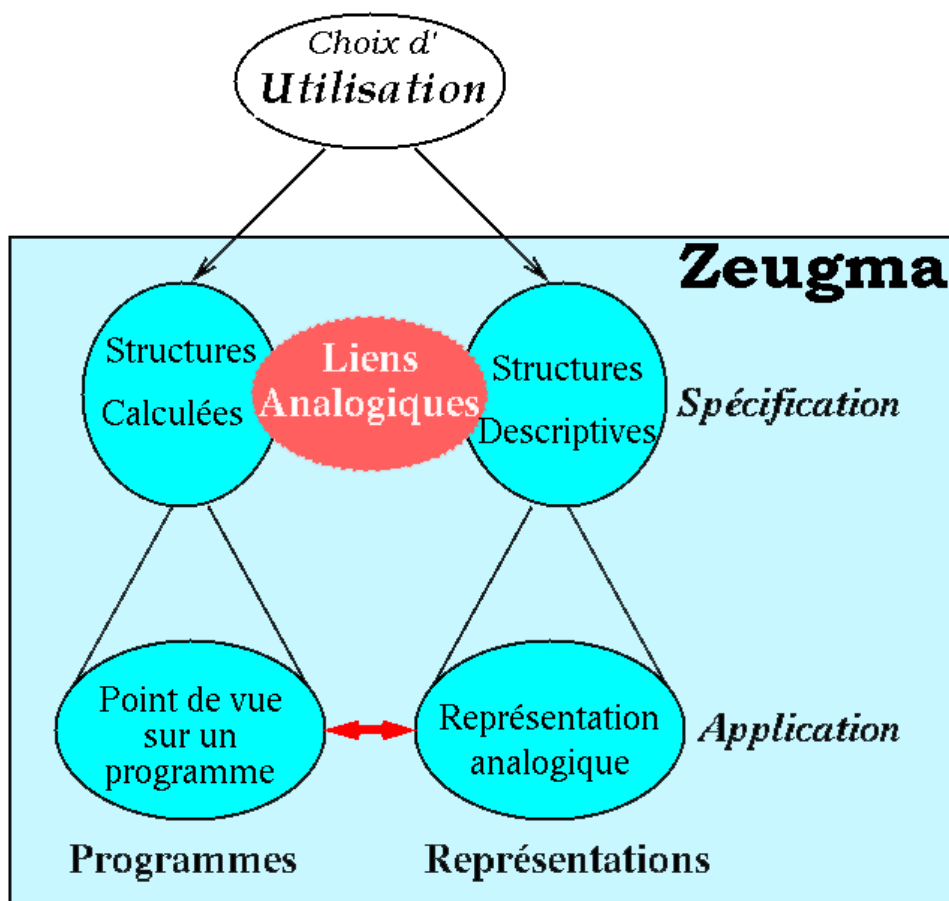 Choix d'
Utilisation
Zeugma
Structures
Calculées
Liens
Analogiques
Structures
Descriptives
Spécification
Point de vue
sur un
programme
Représentation
analogique
Application
Programmes
Représentations